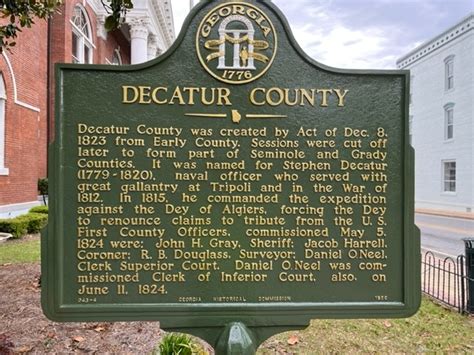 GEORGIA
1776
DECATUR COUNTY
Decatur County was created by Act of Dec. 8,
1823 from Early County. Sessions were cut off
later to form part of Seminole and Grady
Counties. It was named for Stephen Decatur
(1779-1820), naval officer who served with
great gallantry at Tripoli and in the War of
1812. In 1815, he commanded the expedition
against the Dey of Algiers, forcing the Dey
to renounce claims to tribute from the U.S.
First County Officers, commissioned May 5,
1824 were: John H. Gray, Sheriff; Jacob Harrell,
Coroner; R. B. Douglass, Surveyor; Daniel O'Neel,
Clerk Superior Court. Daniel O'Neel was com-
missioned Clerk of Inferior Court, also, on
June 11, 1824.
043-4 GEORGIA HISTORICAL COMMISSION